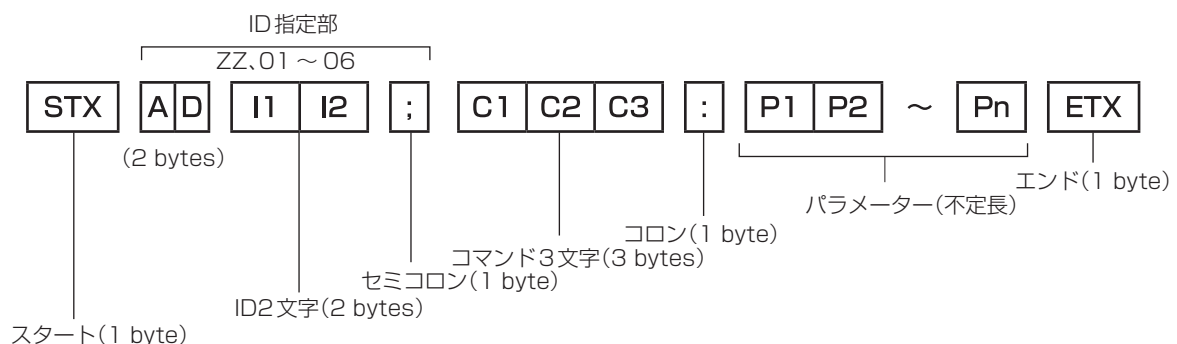 ID指定部
ZZ、01～06
STX A D I1 I2 ; C1 C2 C3 : P1 P2 ～ Pn ETX
(2 bytes)
エンド(1 byte)
パラメーター(不定長)
コロン(1 byte)
コマンド3文字(3 bytes)
セミコロン(1 byte)
ID2文字(2 bytes)
スタート(1 byte)